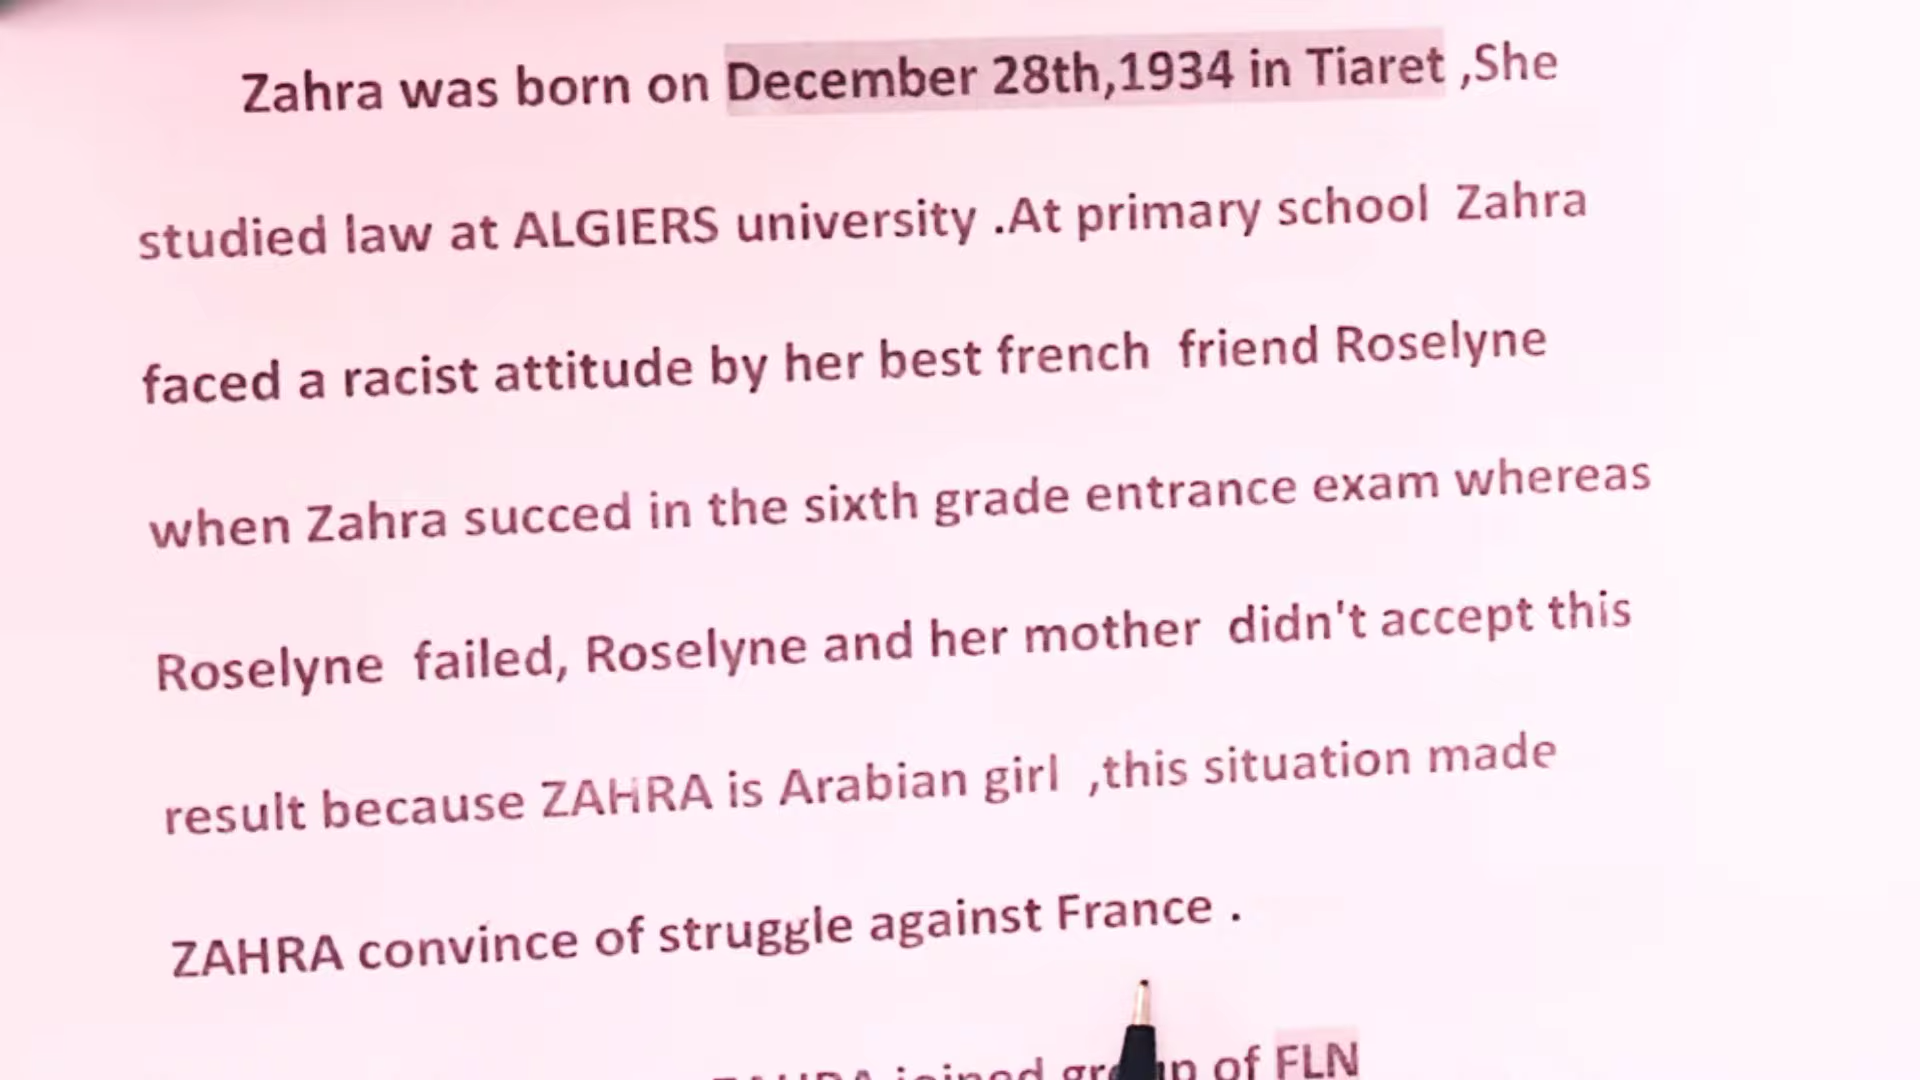 Zahra was born on December 28th,1934 in Tiaret ,She
studied law at ALGIERS university .At primary school Zahra
faced a racist attitude by her best french friend Roselyne
when Zahra succed in the sixth grade entrance exam whereas
Roselyne failed, Roselyne and her mother didn't accept this
result because ZAHRA is Arabian girl ,this situation made
ZAHRA convince of struggle against France .
ZAHRA joined group of FLN